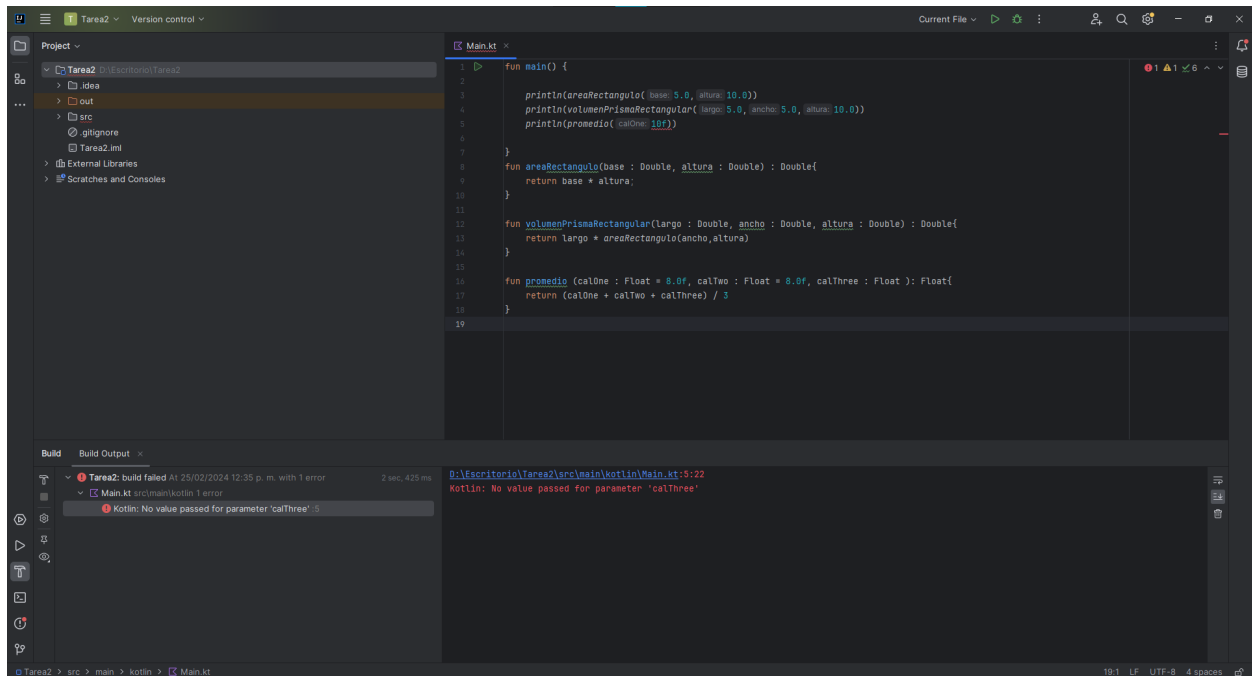 Tarea2 Version control Current File
T
Project
Main.kt
Tarea2 D:\Escritorio\Tarea2
.idea
out
src
.gitignore
Tarea2.iml
External Libraries
Scratches and Consoles
1 1 6
1 fun main() {
2
3 println(areaRectangulo( base: 5.0, altura: 10.0))
4 println(volumenPrismaRectangular( largo: 5.0, ancho: 5.0, altura: 10.0))
5 println(promedio( calOne: 10f))
6
7 }
8 fun areaRectangulo(base : Double, altura : Double) : Double{
9 return base * altura;
10 }
11
12 fun volumenPrismaRectangular(largo : Double, ancho : Double, altura : Double) : Double{
13 return largo * areaRectangulo(ancho,altura)
14 }
15
16 fun promedio (calOne : Float = 8.0f, calTwo : Float = 8.0f, calThree : Float ): Float{
17 return (calOne + calTwo + calThree) / 3
18 }
19
Build Build Output
Tarea2: build failed At 25/02/2024 12:35 p. m. with 1 error 2 sec, 425 ms
Main.kt src\main\kotlin 1 error
Kotlin: No value passed for parameter 'calThree' :5
D:\Escritorio\Tarea2\src\main\kotlin\Main.kt:5:22
Kotlin: No value passed for parameter 'calThree'
Tarea2 > src > main > kotlin > Main.kt 19:1 LF UTF-8 4 spaces